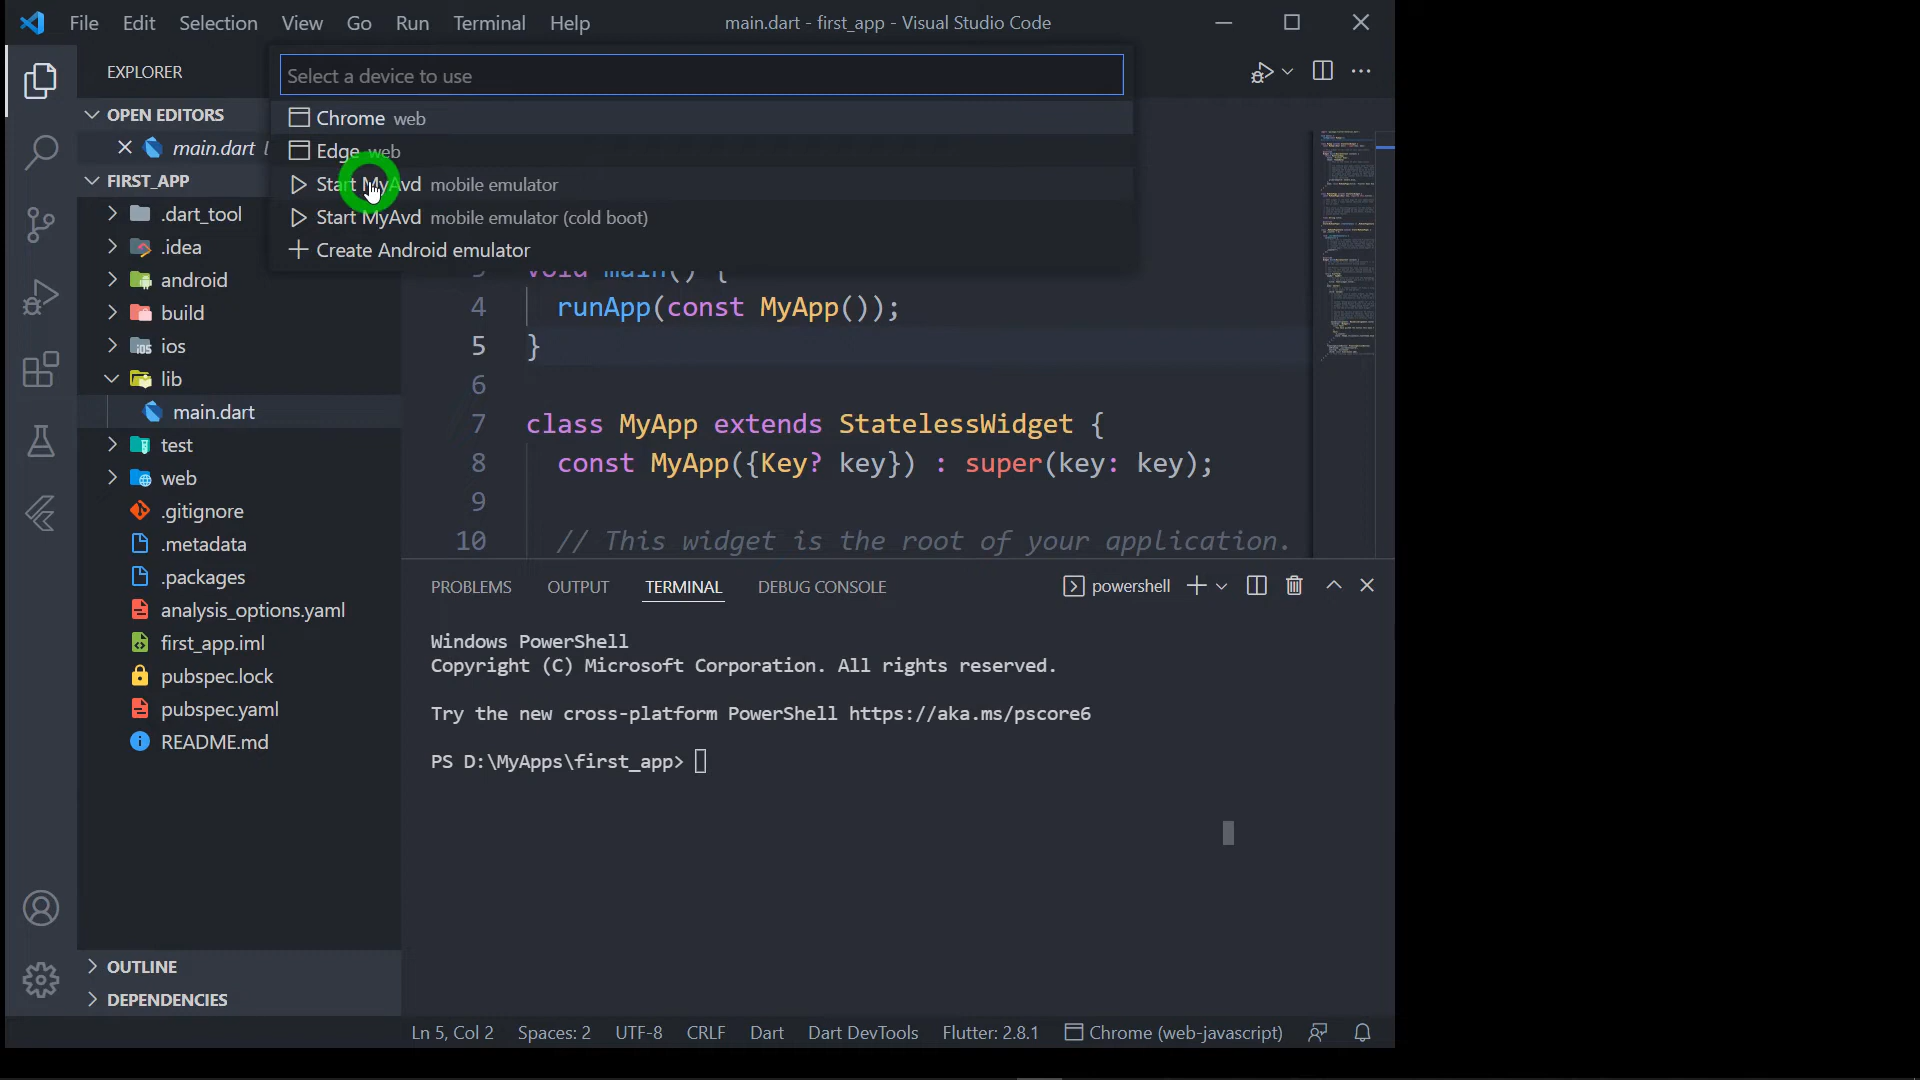 File Edit Selection View Go Run Terminal Help
main.dart - first_app - Visual Studio Code
EXPLORER
OPEN EDITORS
main.dart
FIRST_APP
.dart_tool
.idea
android
build
ios
lib
main.dart
test
web
.gitignore
.metadata
.packages
analysis_options.yaml
first_app.iml
pubspec.lock
pubspec.yaml
README.md
OUTLINE
DEPENDENCIES
Select a device to use
Chrome web
Edge web
Start MyAvd mobile emulator
Start MyAvd mobile emulator (cold boot)
Create Android emulator
3 void main() {
4 runApp(const MyApp());
5 }
6
7 class MyApp extends StatelessWidget {
8 const MyApp({Key? key}) : super(key: key);
9
10 // This widget is the root of your application.
PROBLEMS OUTPUT TERMINAL DEBUG CONSOLE powershell
Windows PowerShell
Copyright (C) Microsoft Corporation. All rights reserved.
Try the new cross-platform PowerShell https://aka.ms/pscore6
PS D:\MyApps\first_app>
Ln 5, Col 2 Spaces: 2 UTF-8 CRLF Dart Dart DevTools Flutter: 2.8.1 Chrome (web-javascript)